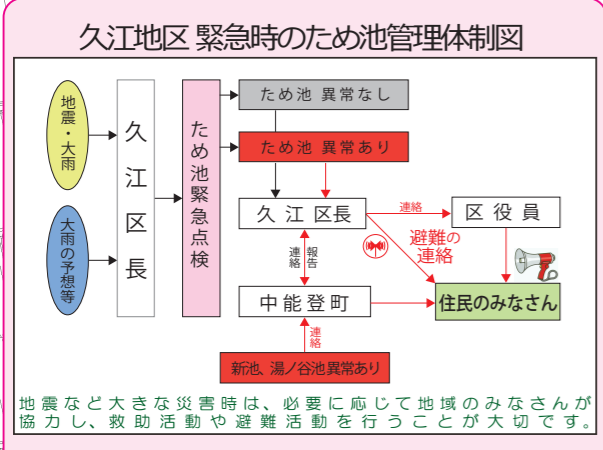 久江地区 緊急時のため池管理体制図
地震・大雨
大雨の予想等
久江区長
ため池緊急点検
ため池 異常なし
ため池 異常あり
久江区長
連絡
区役員
避難の
連絡
連絡
報告
中能登町
住民のみなさん
連絡
新池、湯ノ谷池異常あり
地震など大きな災害時は、必要に応じて地域のみなさんが
協力し、救助活動や避難活動を行うことが大切です。